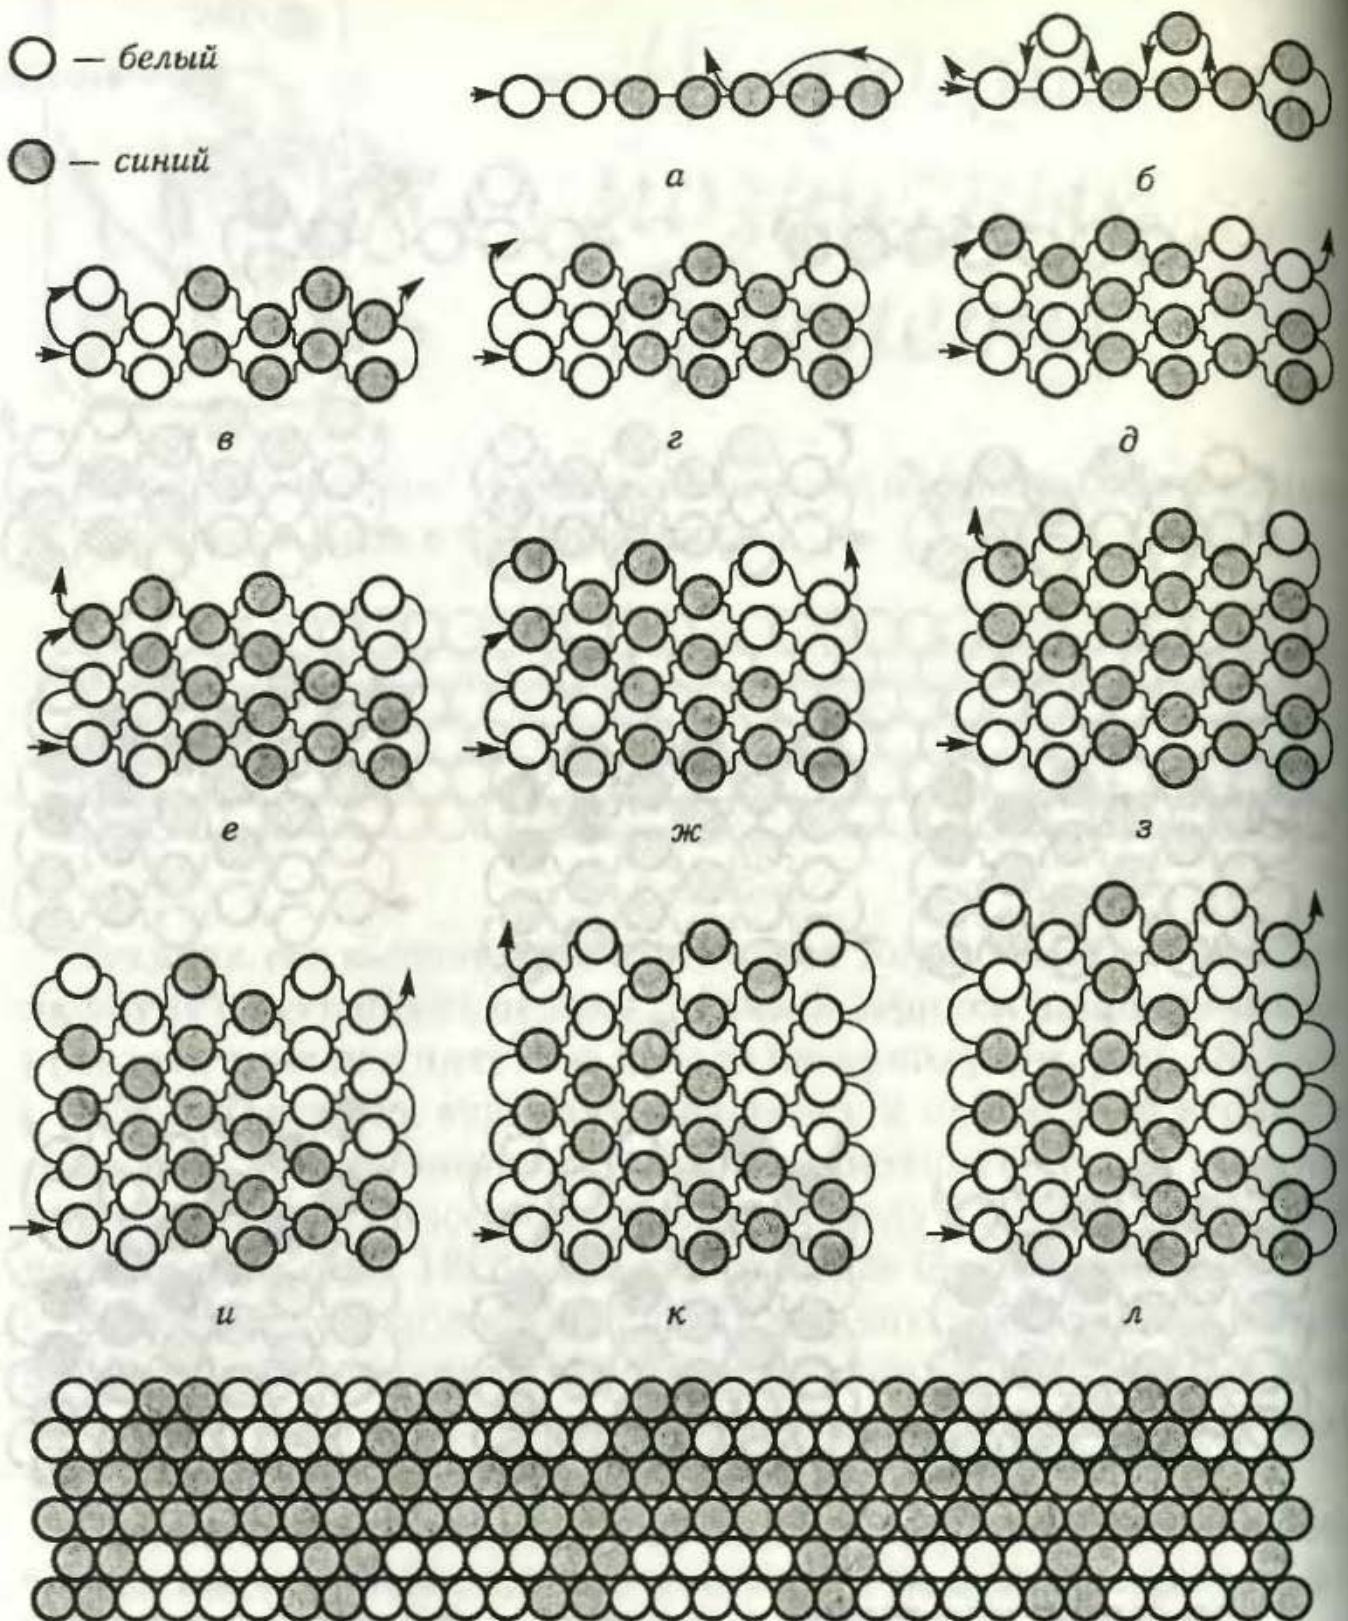 — белый
— синий
а
б
в
г
д
е
ж
з
и
к
л